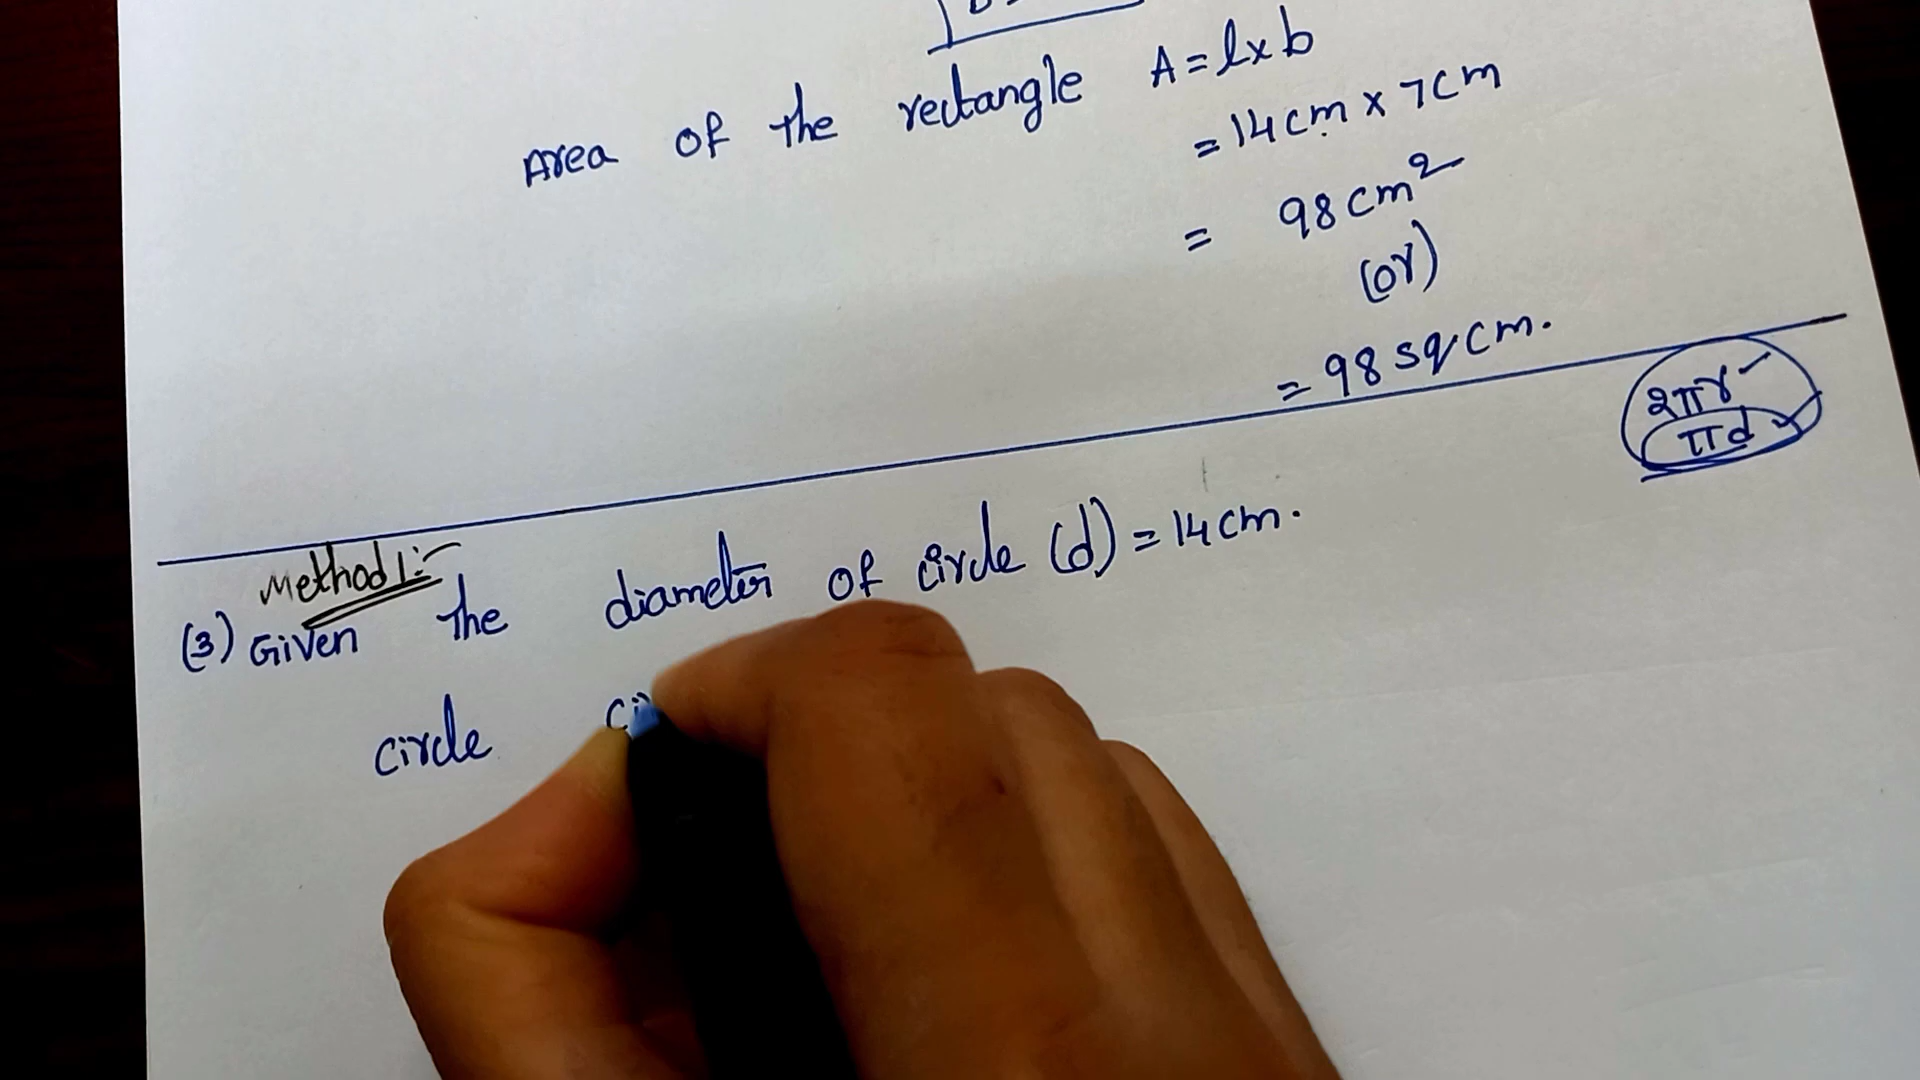 Area of the rectangle A = l x b
= 14 cm x 7 cm
= 98 cm²
(or)
= 98 sq cm.
2πr
πd
Method 1:-
(3) Given the diameter of circle (d) = 14 cm.
circle ci